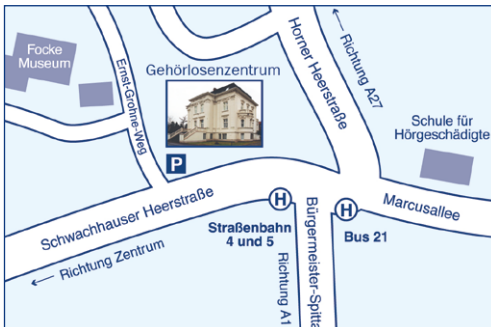 Focke
Museum
Ernst-Grohne-Weg
Gehörlosenzentrum
Horner Heerstraße
Richtung A27
Schule für
Hörgeschädigte
P
Schwachhauser Heerstraße
H
Straßenbahn
4 und 5
Richtung Zentrum
Richtung A1
Bürgermeister-Spitta
H
Bus 21
Marcusallee